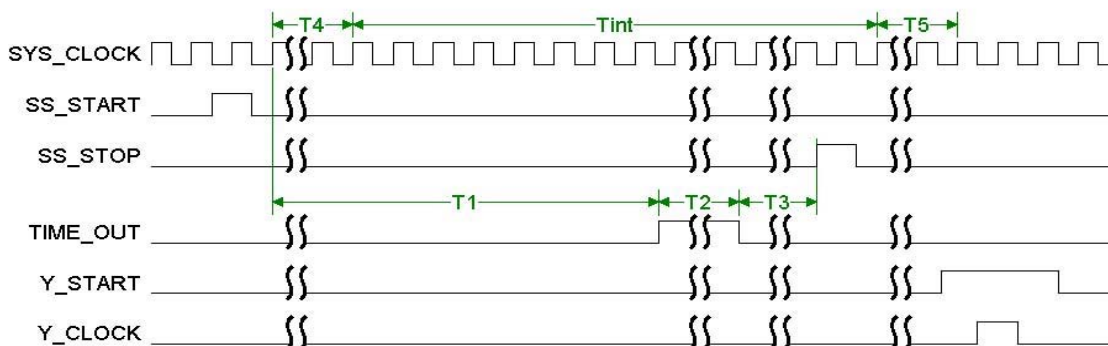 T4 Tint T5
SYS_CLOCK
SS_START
SS_STOP
T1 T2 T3
TIME_OUT
Y_START
Y_CLOCK